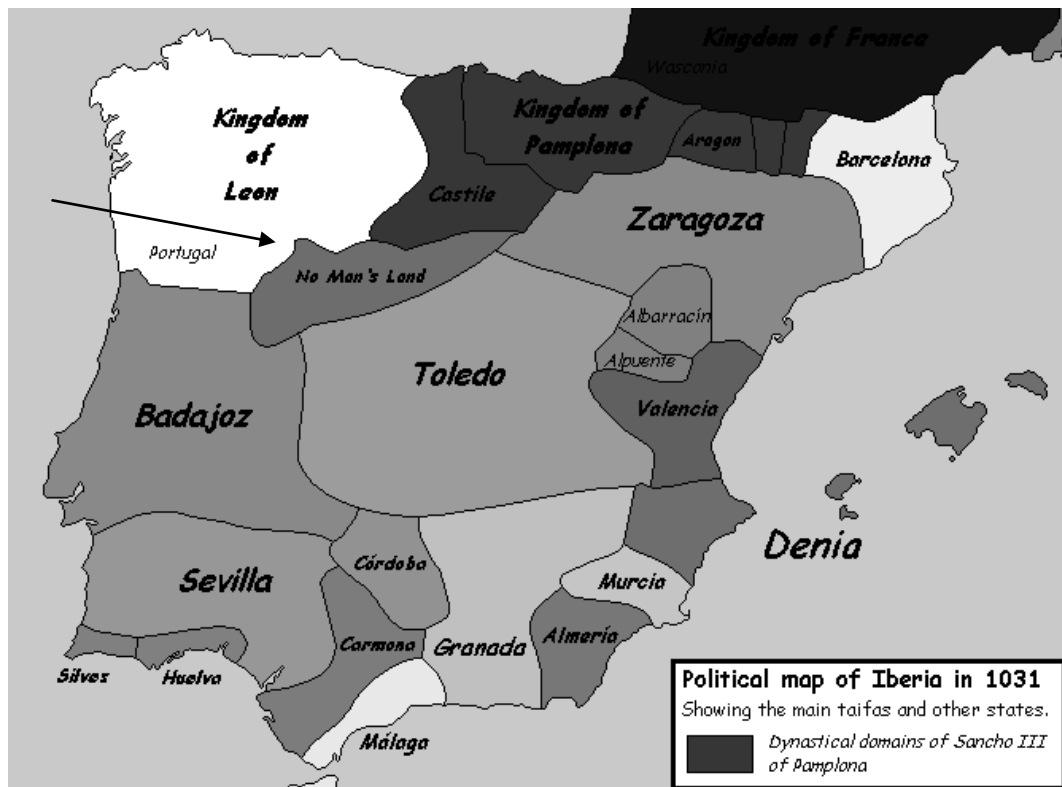 Kingdom of France
Wasconia
Kingdom
of
Leon
Kingdom of
Pamplona
Aragon
Barcelona
Castile
Zaragoza
Portugal
No Man's Land
Albarracín
Alpuente
Toledo
Valencia
Badajoz
Denia
Córdoba
Sevilla
Murcia
Carmona
Granada
Almería
Silves
Huelva
Málaga
Political map of Iberia in 1031
Showing the main taifas and other states.
Dynastical domains of Sancho III
of Pamplona